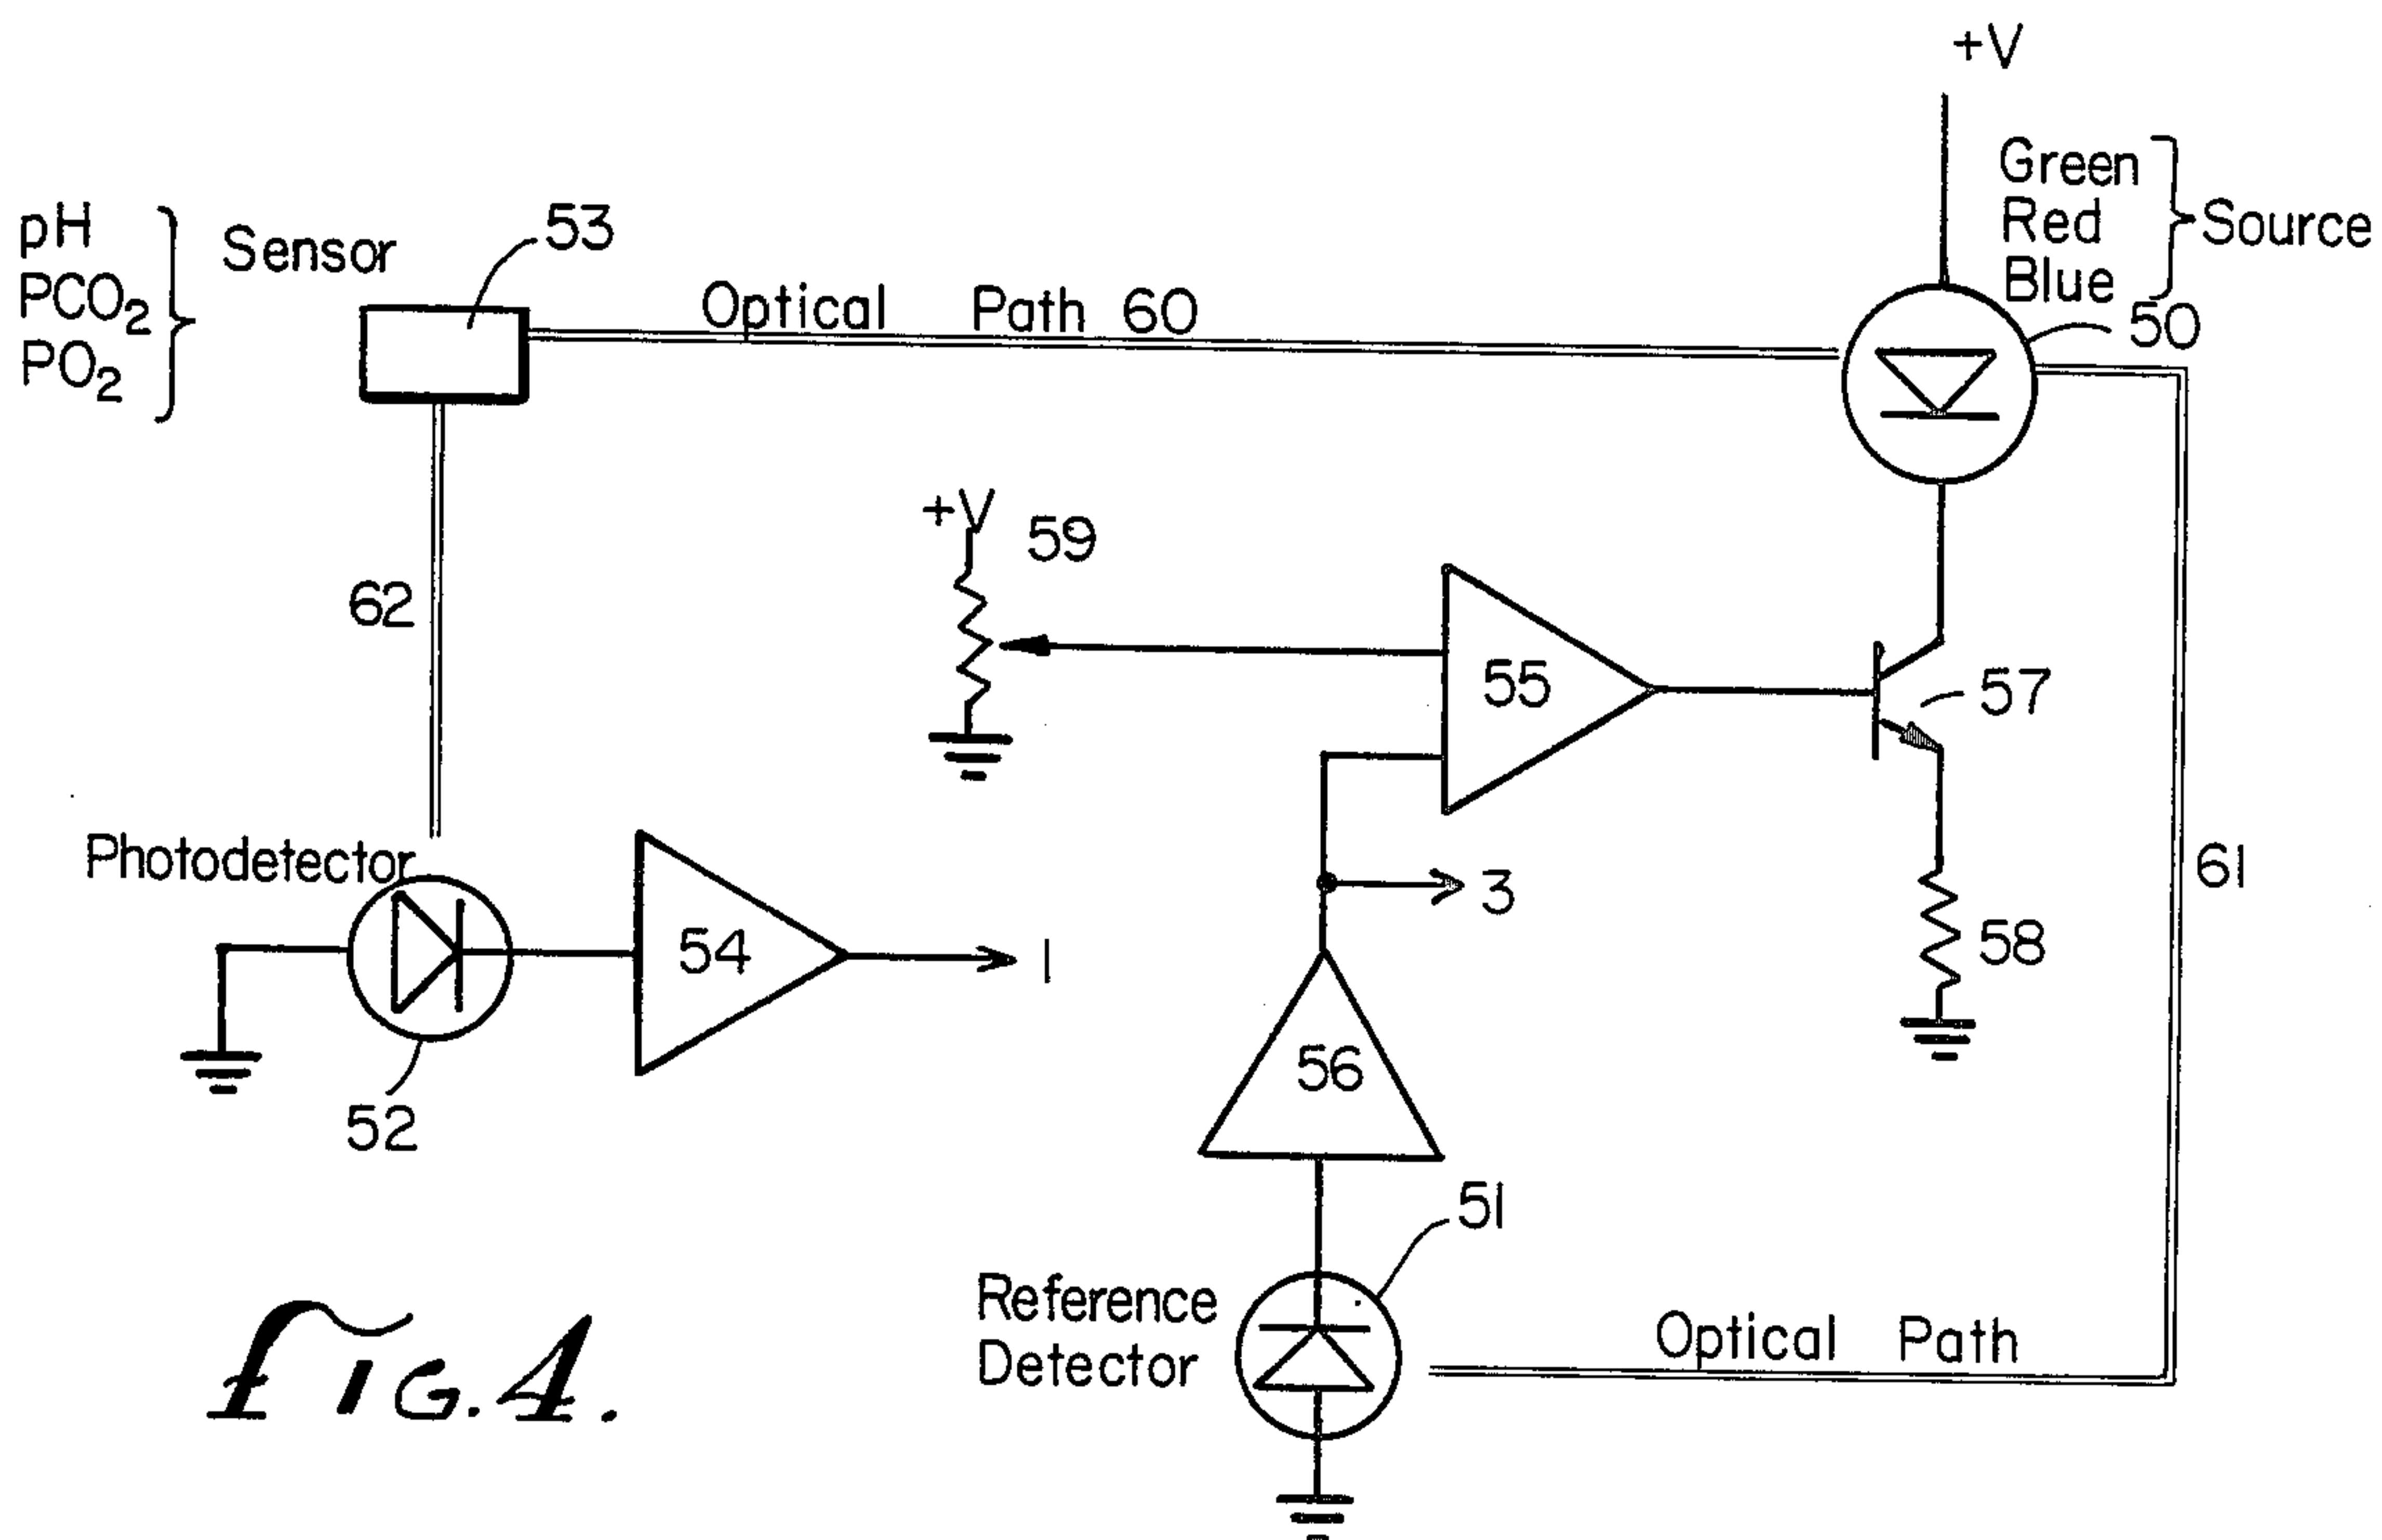 +V
Green
Red
Blue
Source
50
pH
PCO2
PO2
Sensor
53
Optical Path 60
+V
59
62
55
57
Photodetector
54
1
3
58
61
52
56
51
Reference
Detector
Optical Path
FIG. 4.